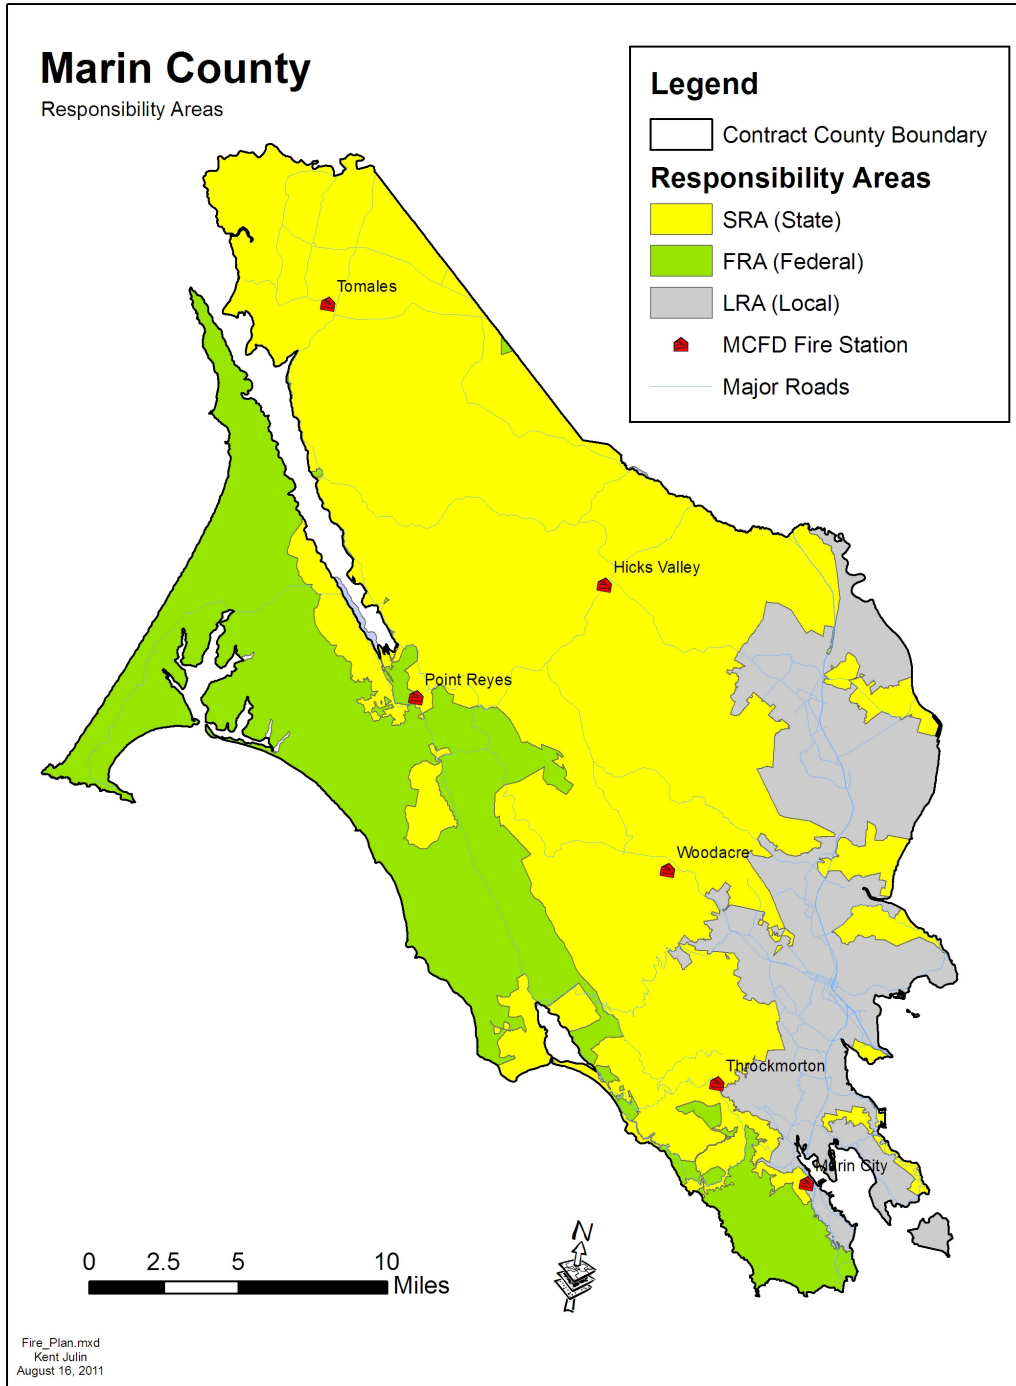 Marin County
Responsibility Areas
Legend
Contract County Boundary
Responsibility Areas
SRA (State)
FRA (Federal)
LRA (Local)
MCFD Fire Station
Major Roads
Tomales
Hicks Valley
Point Reyes
Woodacre
Throckmorton
Marin City
N
0 2.5 5 10
Miles
Fire_Plan.mxd
Kent Julin
August 16, 2011